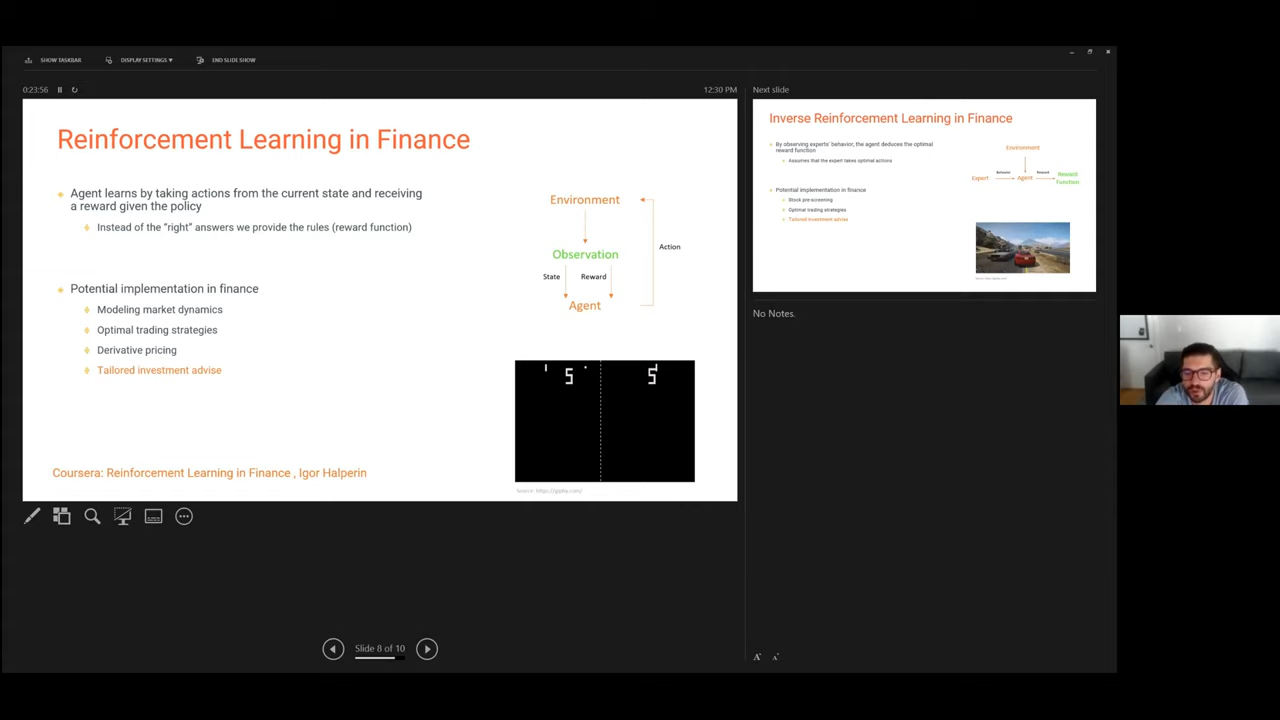 SHOW TASKBAR
DISPLAY SETTINGS ▼
END SLIDE SHOW
0:23:56
12:30 PM
Reinforcement Learning in Finance
Agent learns by taking actions from the current state and receiving
a reward given the policy
Instead of the "right" answers we provide the rules (reward function)
Potential implementation in finance
Modeling market dynamics
Optimal trading strategies
Derivative pricing
Tailored investment advise
Coursera: Reinforcement Learning in Finance , Igor Halperin
Environment
Action
Observation
State
Reward
Agent
5
5
Source: https://giphy.com/
Next slide
Inverse Reinforcement Learning in Finance
By observing experts' behavior, the agent deduces the optimal
reward function
Assumes that the expert takes optimal actions
Potential implementation in finance
Stock pre-screening
Optimal trading strategies
Tailored investment advise
Environment
Expert
Behavior
Agent
Reward
Reward
Function
No Notes.
Slide 8 of 10
A
A